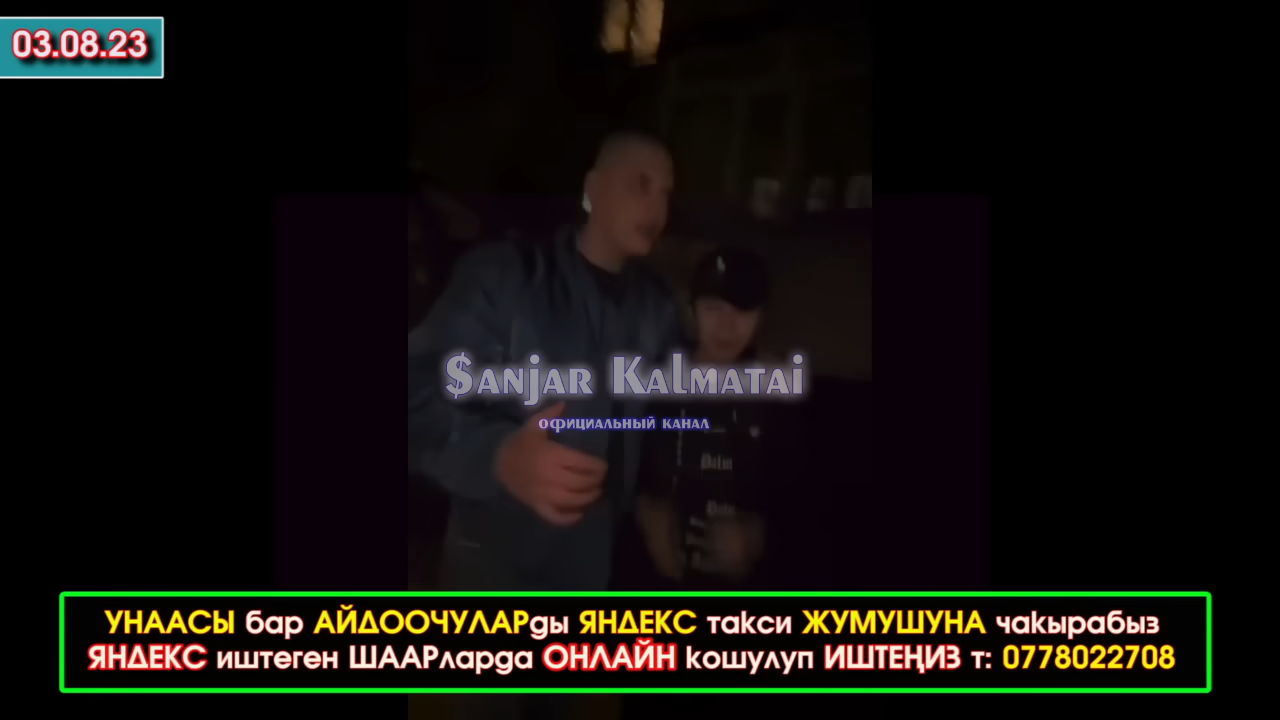 03.08.23
$anjar Kalmatai
официальный канал
Palm
УНААСЫ бар АЙДООЧУЛАРды ЯНДЕКС такси ЖУМУШУНА чакырабыз
ЯНДЕКС иштеген ШААРларда ОНЛАЙН кошулуп ИШТЕҢИЗ т: 0778022708